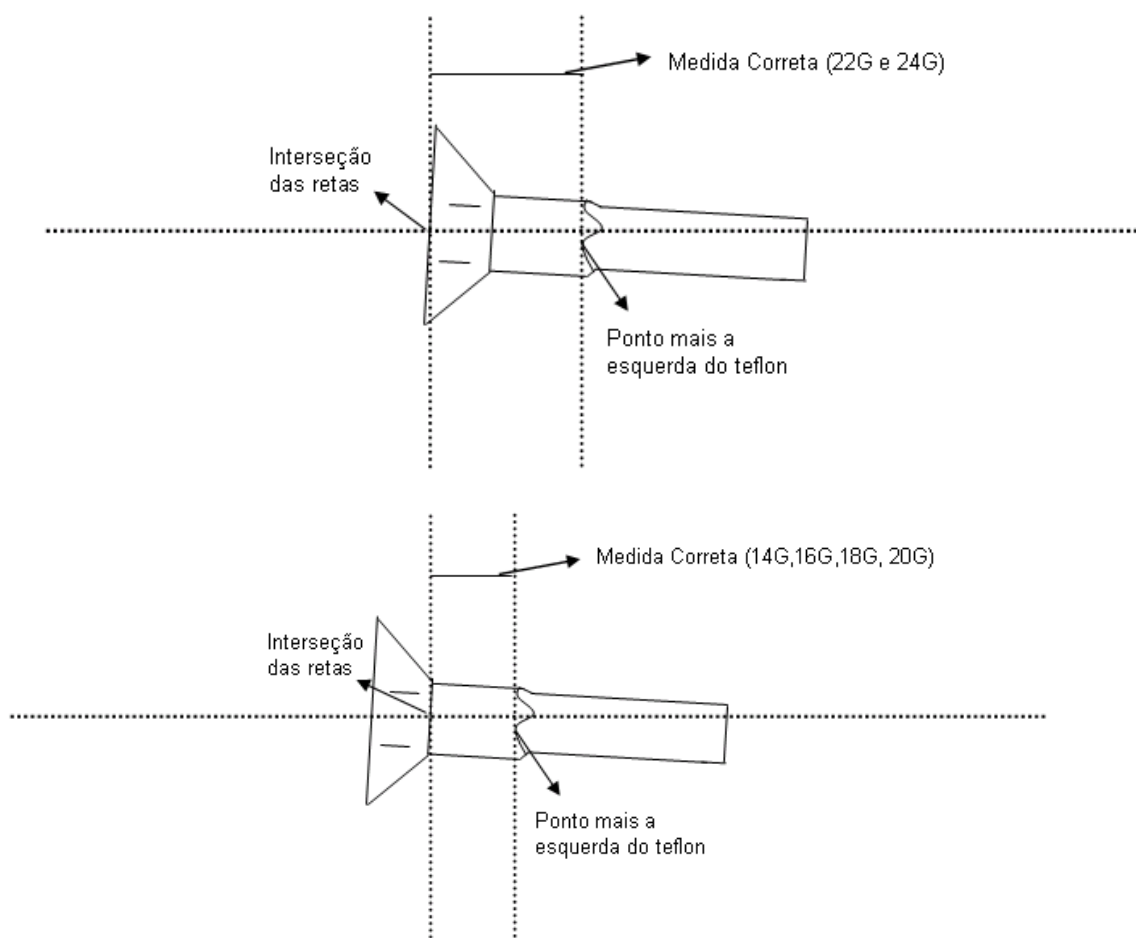 Medida Correta (22G e 24G)
Interseção
das retas
Ponto mais a
esquerda do teflon
Medida Correta (14G,16G,18G, 20G)
Interseção
das retas
Ponto mais a
esquerda do teflon